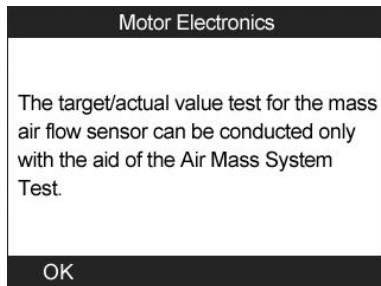 Motor Electronics
The target/actual value test for the mass
air flow sensor can be conducted only
with the aid of the Air Mass System
Test.
OK